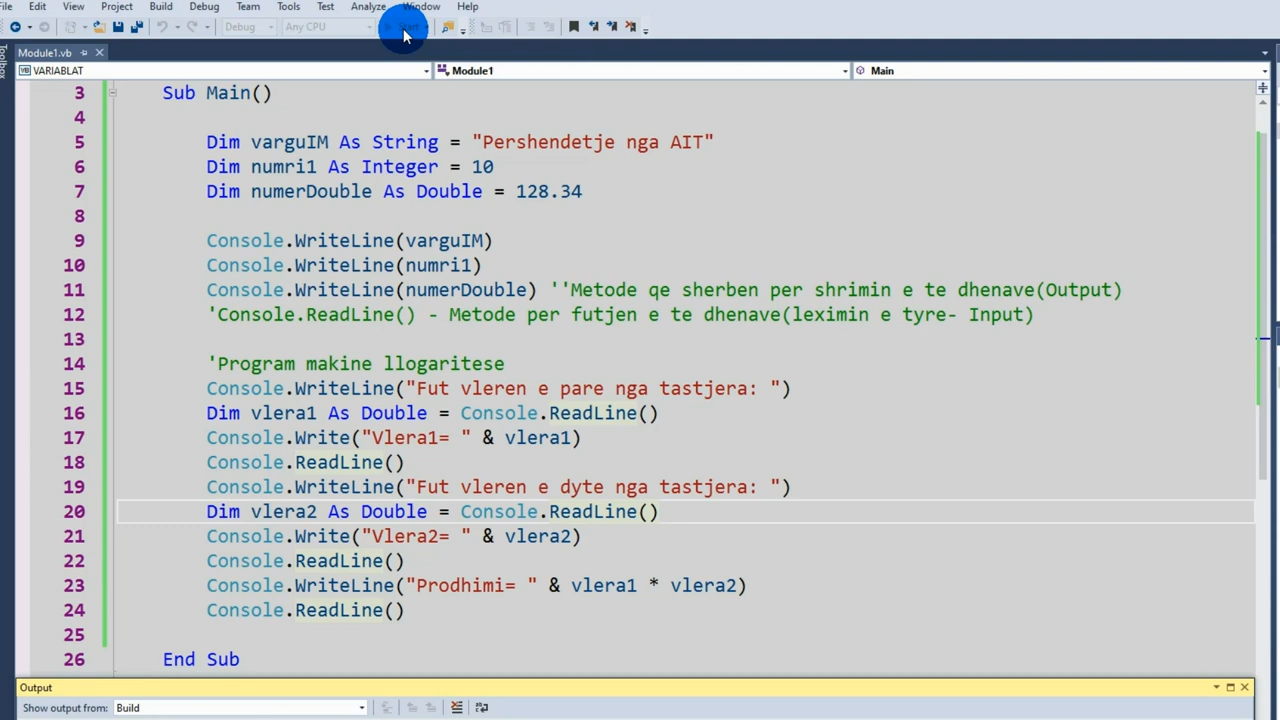 File Edit View Project Build Debug Team Tools Test Analyze Window Help
Debug Any CPU Start
Module1.vb
Toolbox
VARIABLAT Module1 Main
3 Sub Main()
4
5 Dim varguIM As String = "Pershendetje nga AIT"
6 Dim numri1 As Integer = 10
7 Dim numerDouble As Double = 128.34
8
9 Console.WriteLine(varguIM)
10 Console.WriteLine(numri1)
11 Console.WriteLine(numerDouble) ''Metode qe sherben per shrimin e te dhenave(Output)
12 'Console.ReadLine() - Metode per futjen e te dhenave(leximin e tyre- Input)
13
14 'Program makine llogaritese
15 Console.WriteLine("Fut vleren e pare nga tastjera: ")
16 Dim vlera1 As Double = Console.ReadLine()
17 Console.Write("Vlera1= " & vlera1)
18 Console.ReadLine()
19 Console.WriteLine("Fut vleren e dyte nga tastjera: ")
20 Dim vlera2 As Double = Console.ReadLine()
21 Console.Write("Vlera2= " & vlera2)
22 Console.ReadLine()
23 Console.WriteLine("Prodhimi= " & vlera1 * vlera2)
24 Console.ReadLine()
25
26 End Sub
Output
Show output from: Build